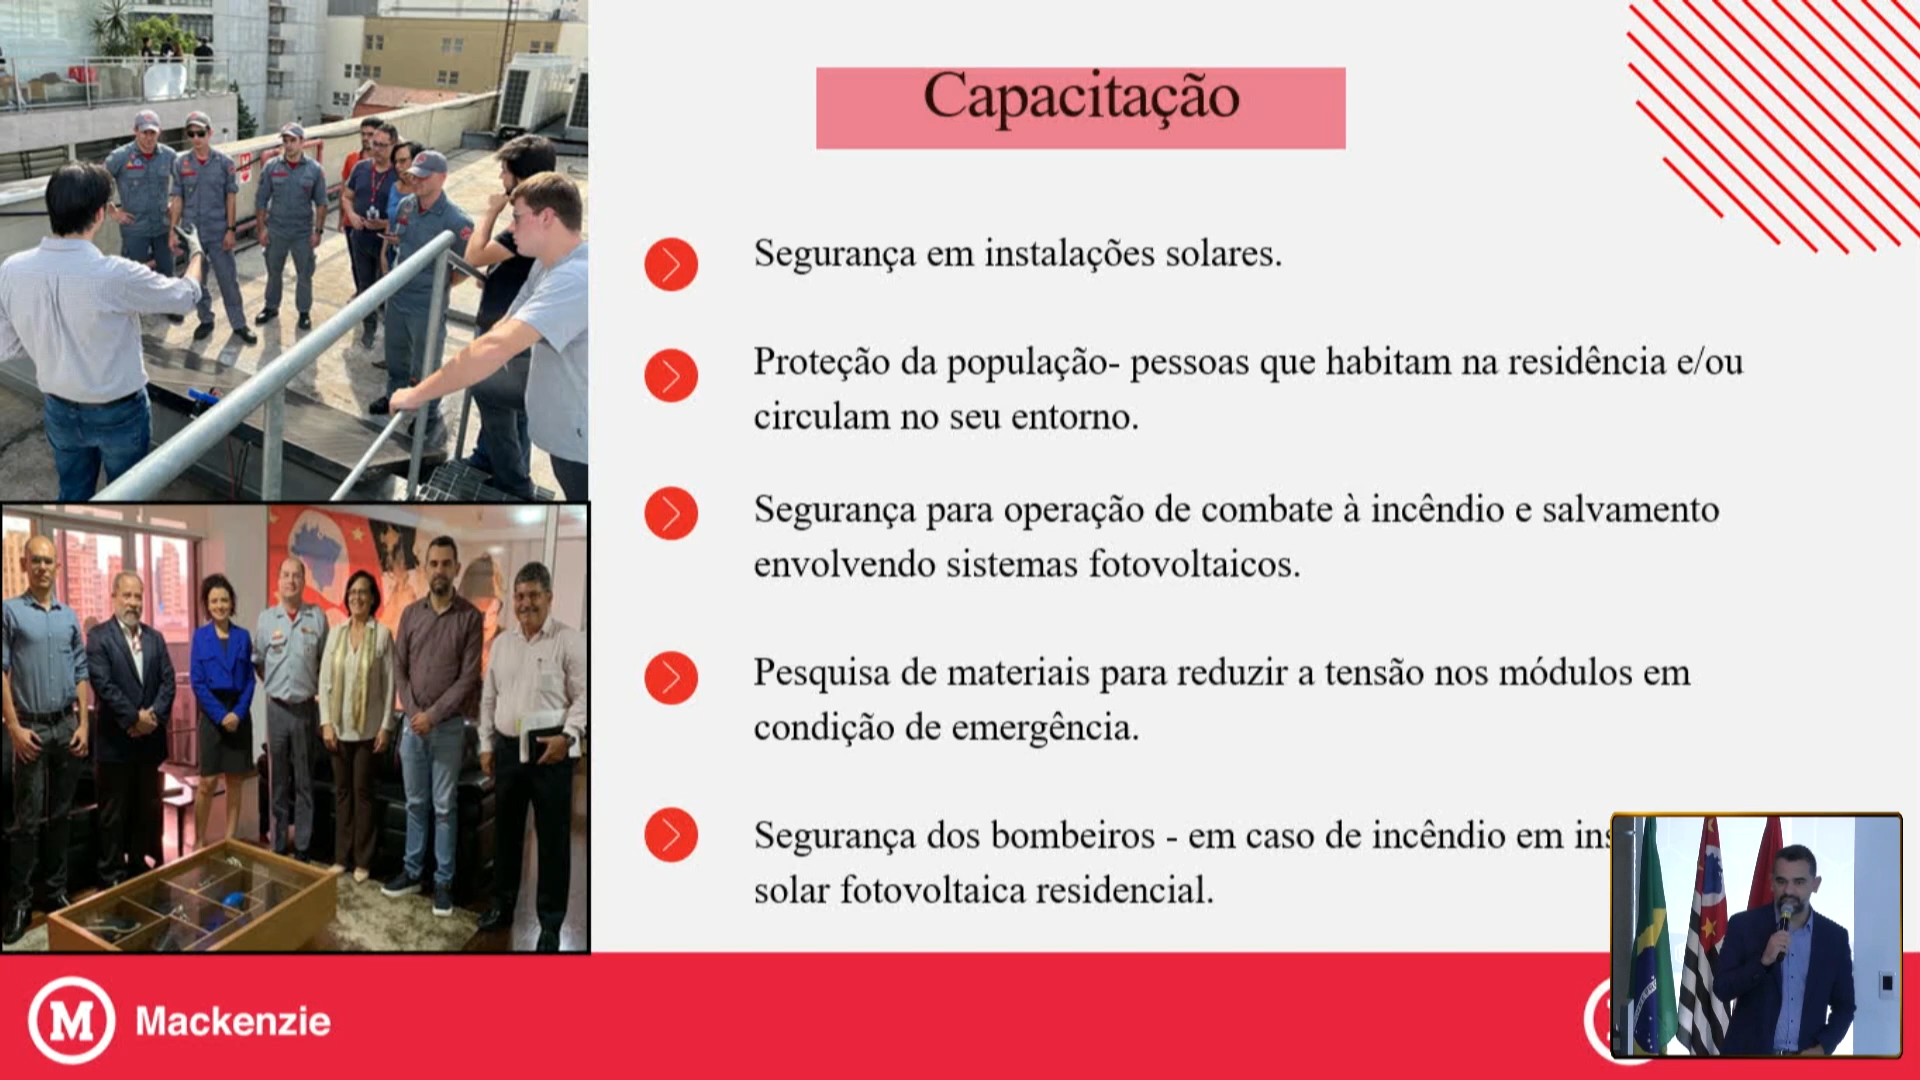 Capacitação
Segurança em instalações solares.
Proteção da população- pessoas que habitam na residência e/ou
circulam no seu entorno.
Segurança para operação de combate à incêndio e salvamento
envolvendo sistemas fotovoltaicos.
Pesquisa de materiais para reduzir a tensão nos módulos em
condição de emergência.
Segurança dos bombeiros - em caso de incêndio em
solar fotovoltaica residencial.
M Mackenzie